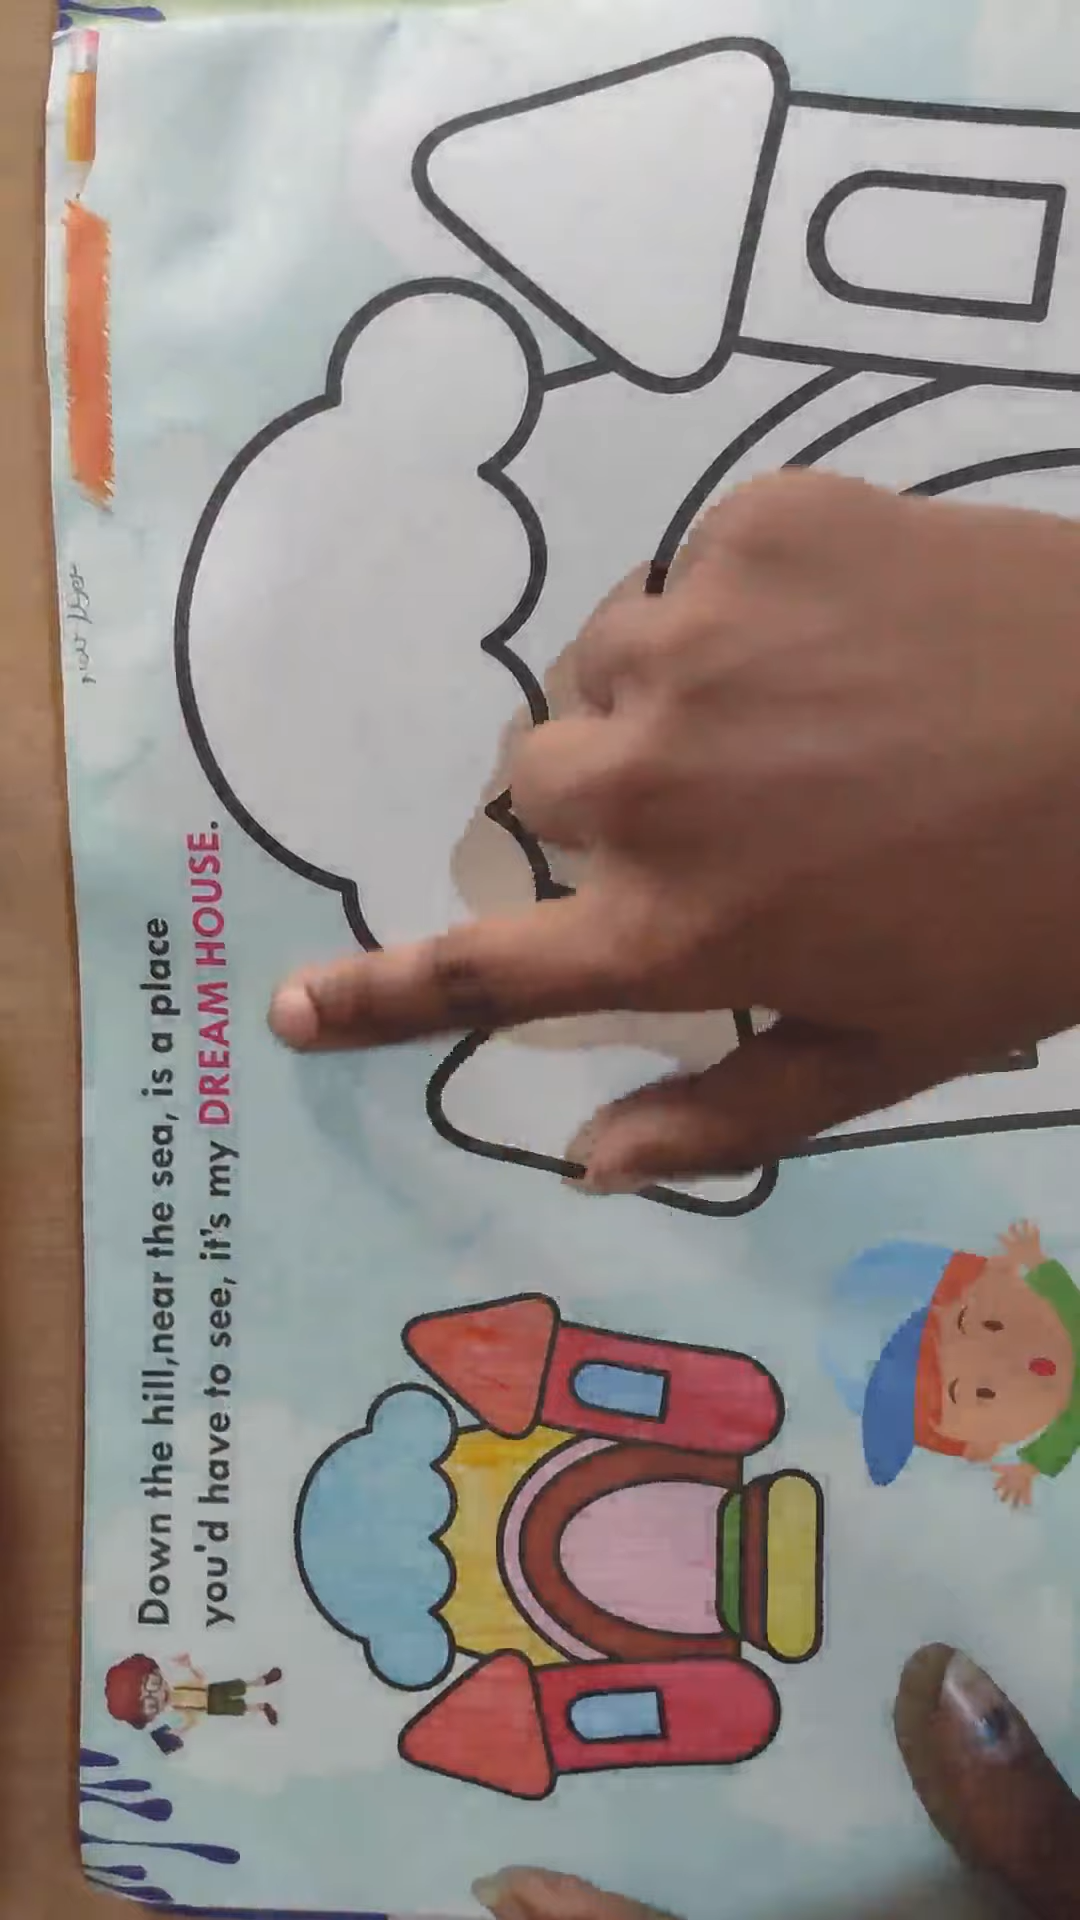 Down the hill,near the sea, is a place
you'd have to see, it's my DREAM HOUSE.